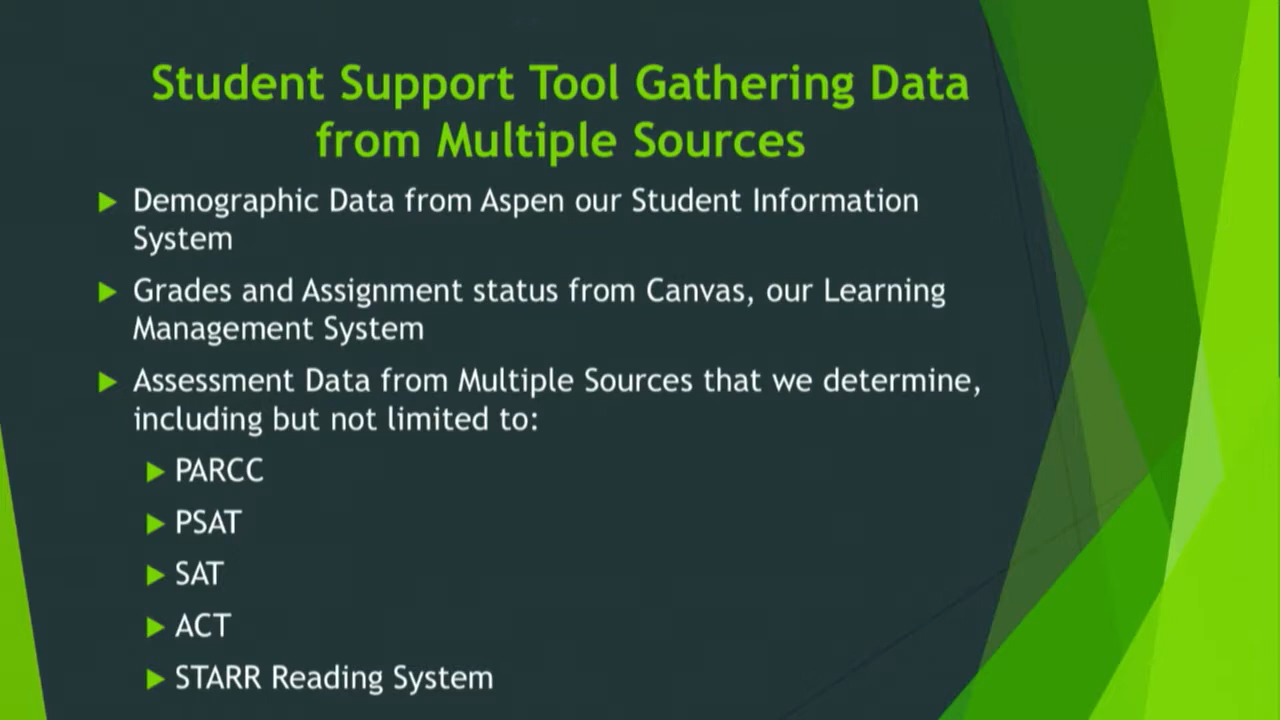 Student Support Tool Gathering Data
from Multiple Sources
Demographic Data from Aspen our Student Information
System
Grades and Assignment status from Canvas, our Learning
Management System
Assessment Data from Multiple Sources that we determine,
including but not limited to:
PARCC
PSAT
SAT
ACT
STARR Reading System